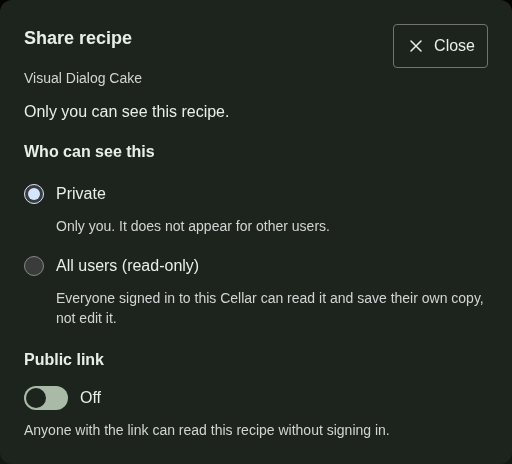 Share recipe
Close
Visual Dialog Cake
Only you can see this recipe.
Who can see this
Private
Only you. It does not appear for other users.
All users (read-only)
Everyone signed in to this Cellar can read it and save their own copy,
not edit it.
Public link
Off
Anyone with the link can read this recipe without signing in.